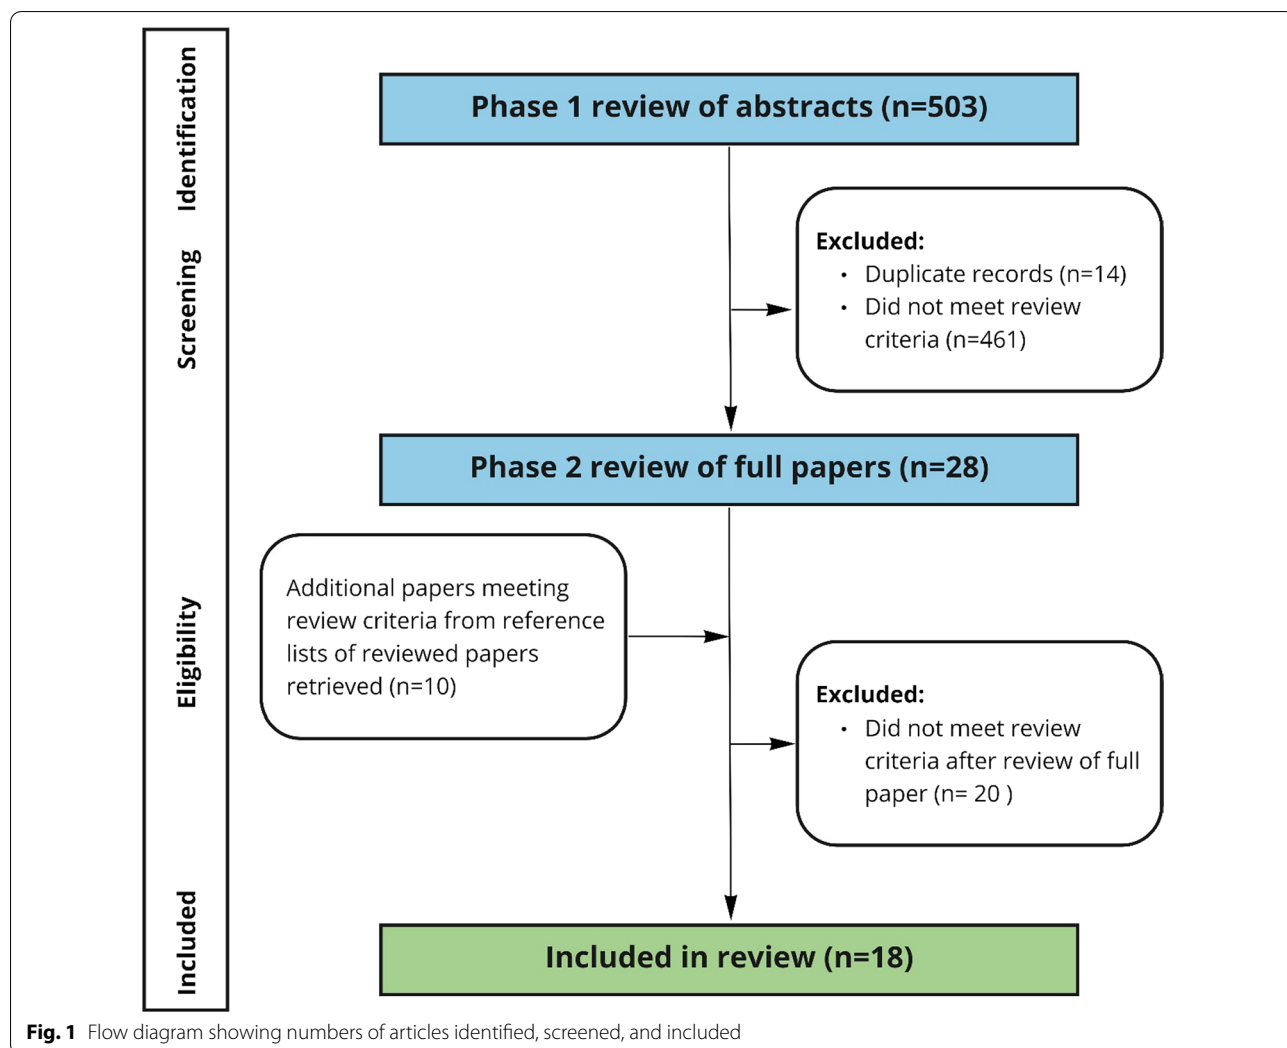 Identification
Screening
Eligibility
Included
Phase 1 review of abstracts (n=503)
Excluded:
• Duplicate records (n=14)
• Did not meet review
criteria (n=461)
Phase 2 review of full papers (n=28)
Additional papers meeting
review criteria from reference
lists of reviewed papers
retrieved (n=10)
Excluded:
• Did not meet review
criteria after review of full
paper (n= 20 )
Included in review (n=18)
Fig. 1 Flow diagram showing numbers of articles identified, screened, and included